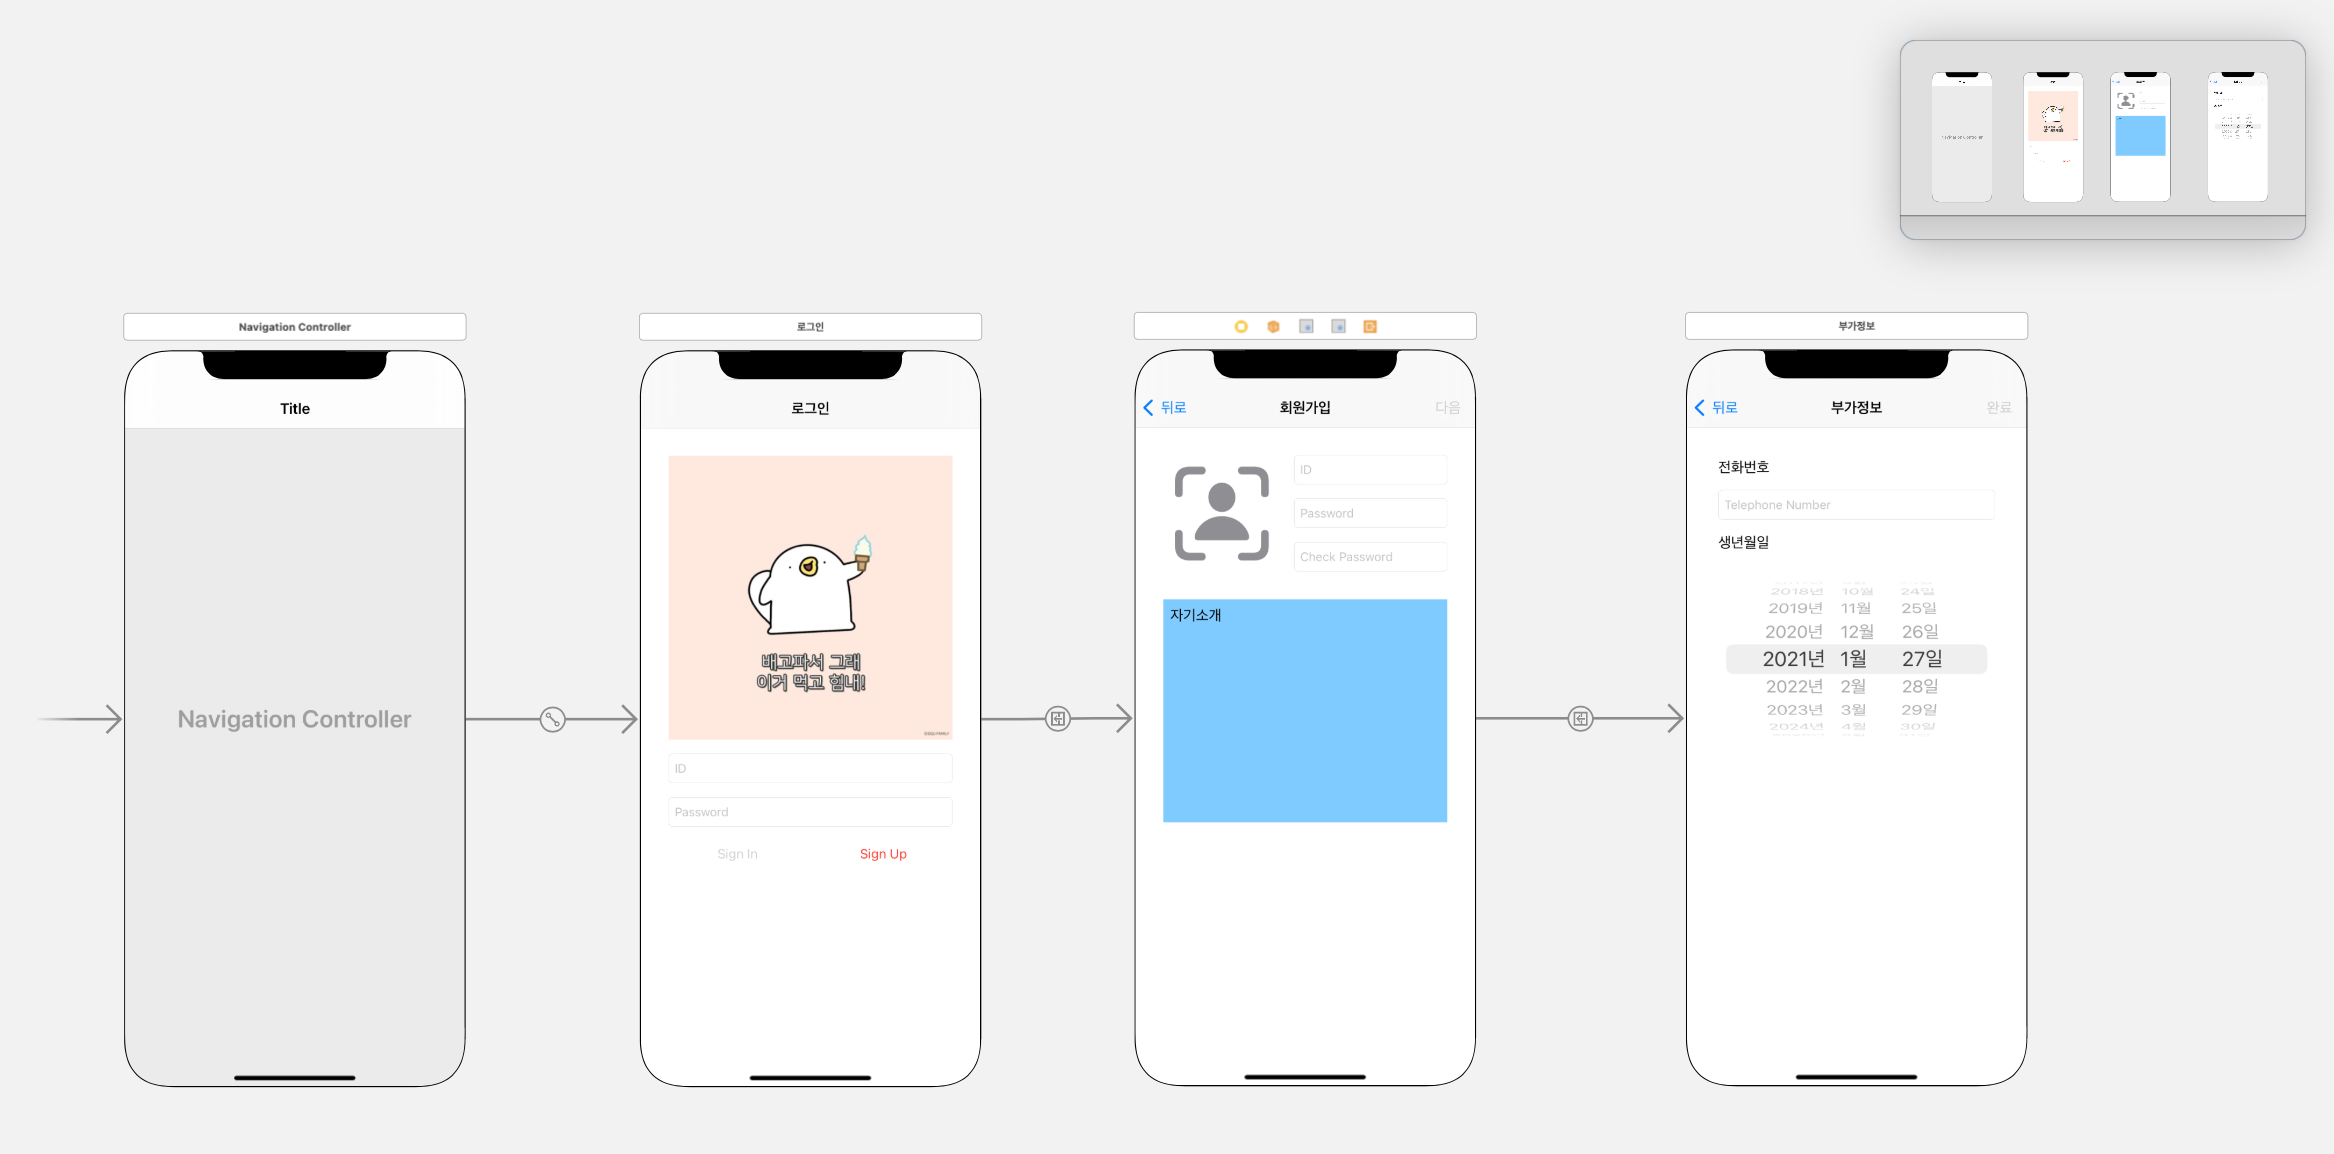 Navigation Controller
Title
Navigation Controller
로그인
로그인
배고파서 그래
이거 먹고 힘내!
ID
Password
Sign In
Sign Up
뒤로
회원가입
다음
ID
Password
Check Password
자기소개
부가정보
뒤로
부가정보
완료
전화번호
Telephone Number
생년월일
2018년 10월 24일
2019년 11월 25일
2020년 12월 26일
2021년 1월 27일
2022년 2월 28일
2023년 3월 29일
2024년 4월 30일